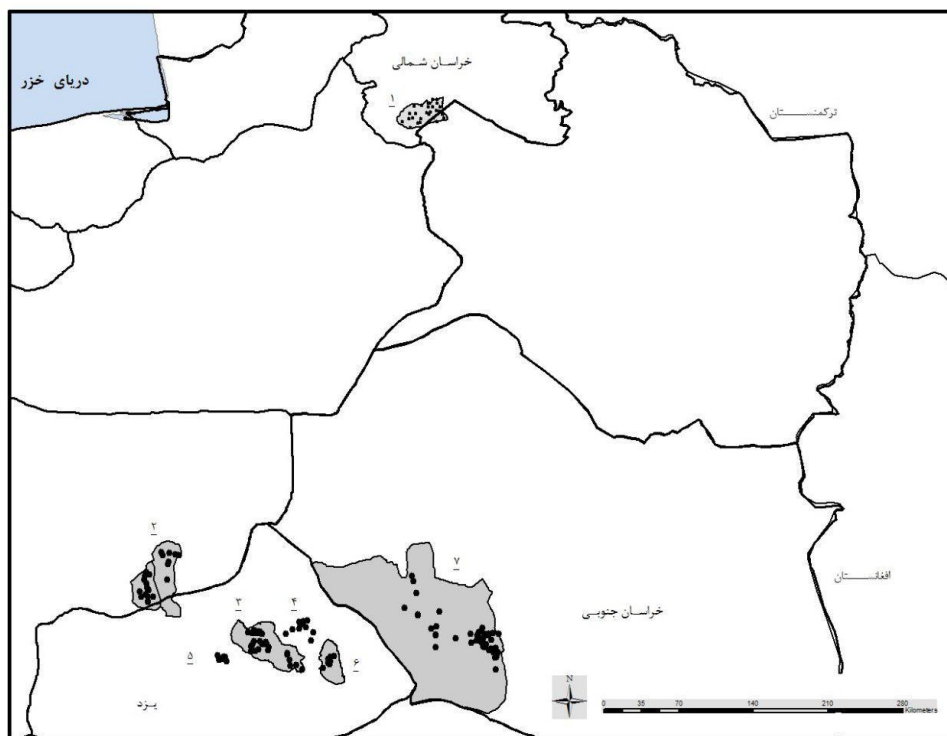 خراسان شمالی
دریای خزر
۱
ترکمنستان
۲
۷
افغانستان
۳
۴
خراسان جنوبی
۵
۶
یزد
N
0 35 70 140 210 280
Kilometers